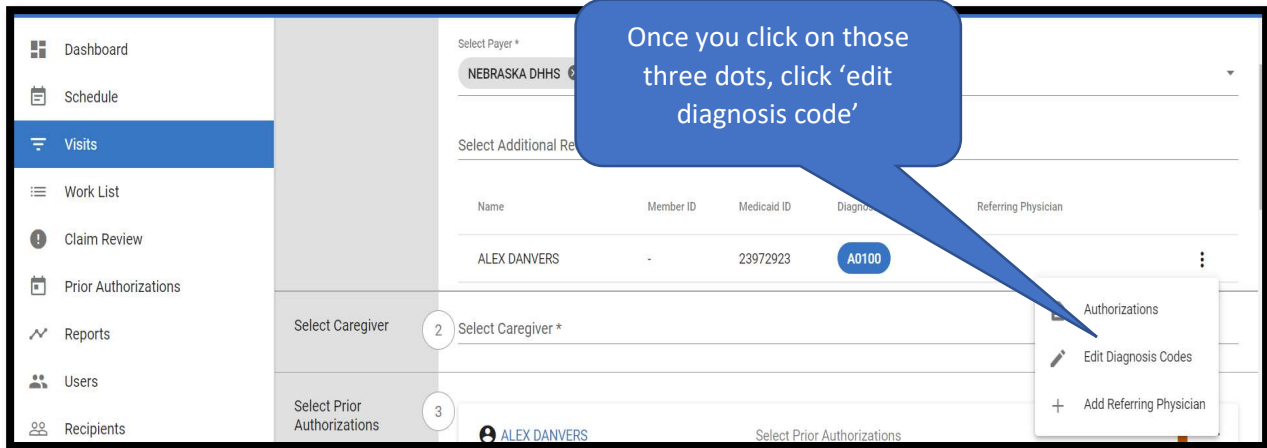 Dashboard
Schedule
Visits
Work List
Claim Review
Prior Authorizations
Reports
Users
Recipients
Select Payer *
NEBRASKA DHHS
Once you click on those
three dots, click ‘edit
diagnosis code’
Select Additional
Name Member ID Medicaid ID Referring Physician
ALEX DANVERS - 23972923 A0100
Authorizations
Edit Diagnosis Codes
+ Add Referring Physician
Select Caregiver 2 Select Caregiver *
Select Prior
Authorizations 3
ALEX DANVERS Select Prior Authorizations